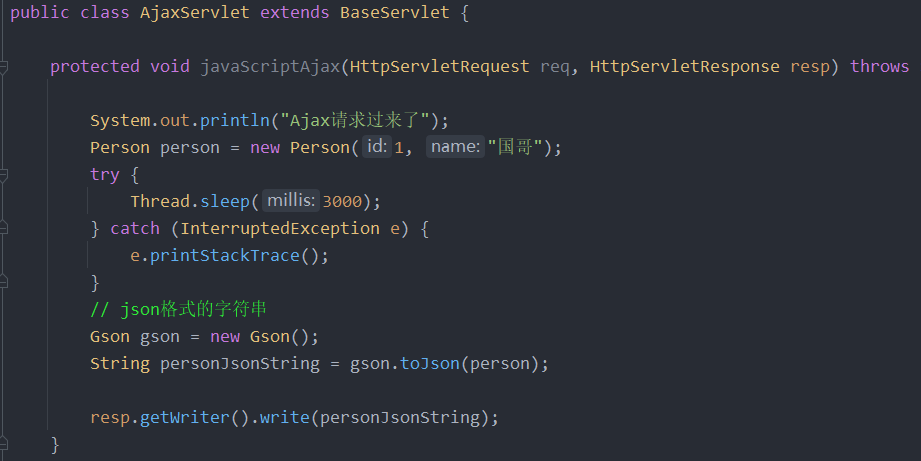 public class AjaxServlet extends BaseServlet {
protected void javaScriptAjax(HttpServletRequest req, HttpServletResponse resp) throws
System.out.println("Ajax请求过来了");
Person person = new Person( id: 1, name: "国哥");
try {
Thread.sleep( millis: 3000);
} catch (InterruptedException e) {
e.printStackTrace();
}
// json格式的字符串
Gson gson = new Gson();
String personJsonString = gson.toJson(person);
resp.getWriter().write(personJsonString);
}